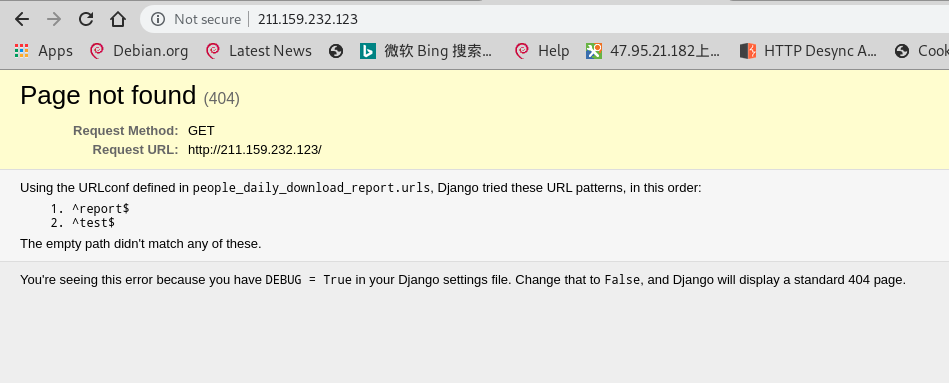 Not secure | 211.159.232.123
Apps Debian.org Latest News 微软 Bing 搜索... Help 47.95.21.182上... HTTP Desync A... Cook
Page not found (404)
Request Method: GET
Request URL: http://211.159.232.123/
Using the URLconf defined in people_daily_download_report.urls, Django tried these URL patterns, in this order:
1. ^report$
2. ^test$
The empty path didn't match any of these.
You're seeing this error because you have DEBUG = True in your Django settings file. Change that to False, and Django will display a standard 404 page.